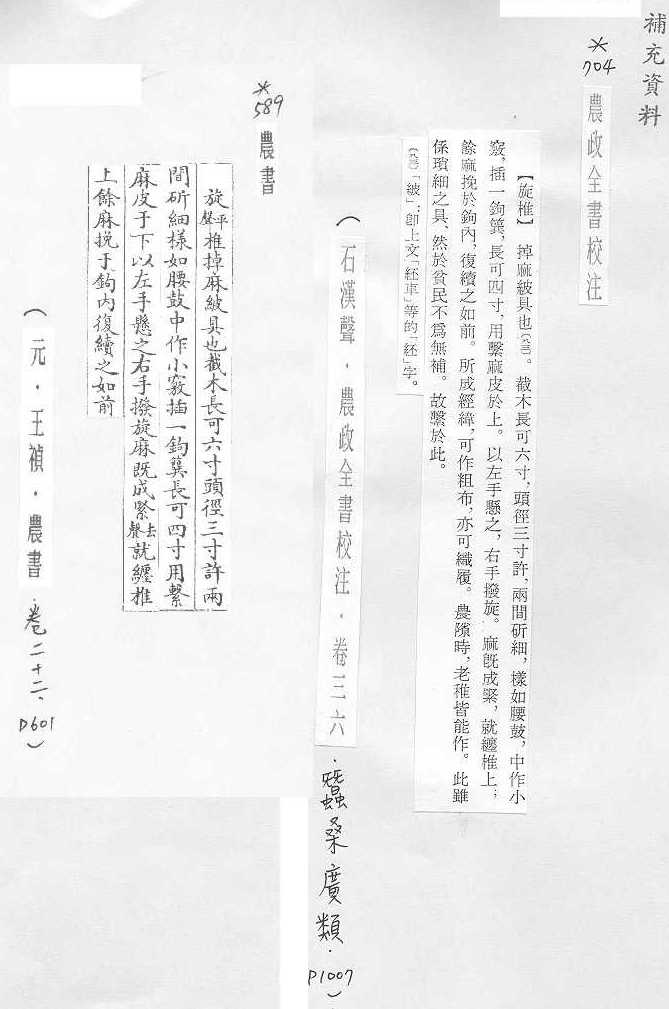 補充資料
*704
農政全書校注
【旋椎】　掉麻紴具也〔六三〕。截木長可六寸，頭徑三寸許，兩間斫細，樣如腰鼓，中作小
竅，插一鉤簨，長可四寸，用繫麻皮於上。以左手懸之，右手撥旋。麻旣成緊，就纏椎上；
餘麻挽於鉤內，復續之如前。所成經緯，可作粗布，亦可織履。農隙時，老稚皆能作。此雖
係瑣細之具，然於貧民不爲無補。故繫於此。
「紴」：卽上文「紝車」等的「紝」字。
（石漢聲．農政全書校注．卷三六．蠶桑廣類．P1007）
*589
農書
旋平聲椎掉麻紴具也截木長可六寸頭徑三寸許兩
間斫細樣如腰鼓中作小竅插一鉤簨長可四寸用繫
麻皮于下以左手懸之右手撥旋麻既成緊去聲就纏椎
上餘麻挽于鉤內復續之如前
（元．王禎．農書．卷二十二、P601）